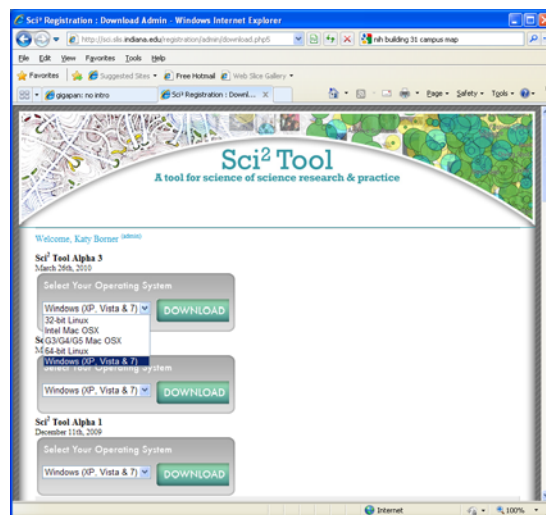 Sci² Registration : Download Admin - Windows Internet Explorer
http://sci.slis.indiana.edu/registration/admin/download.php5
nih building 31 campus map
File Edit View Favorites Tools Help
Favorites Suggested Sites Free Hotmail Web Slice Gallery
gigapan: no intro Sci² Registration : Downl... X Page Safety Tools
Sci² Tool
A tool for science of science research & practice
Welcome, Katy Borner (admin)
Sci² Tool Alpha 3
March 26th, 2010
Select Your Operating System
Windows (XP, Vista & 7) DOWNLOAD
32-bit Linux
Intel Mac OSX
G3/G4/G5 Mac OSX
64-bit Linux
Windows (XP, Vista & 7)
Select Your Operating System
Windows (XP, Vista & 7) DOWNLOAD
Sci² Tool Alpha 1
December 11th, 2009
Select Your Operating System
Windows (XP, Vista & 7) DOWNLOAD
Internet 100%